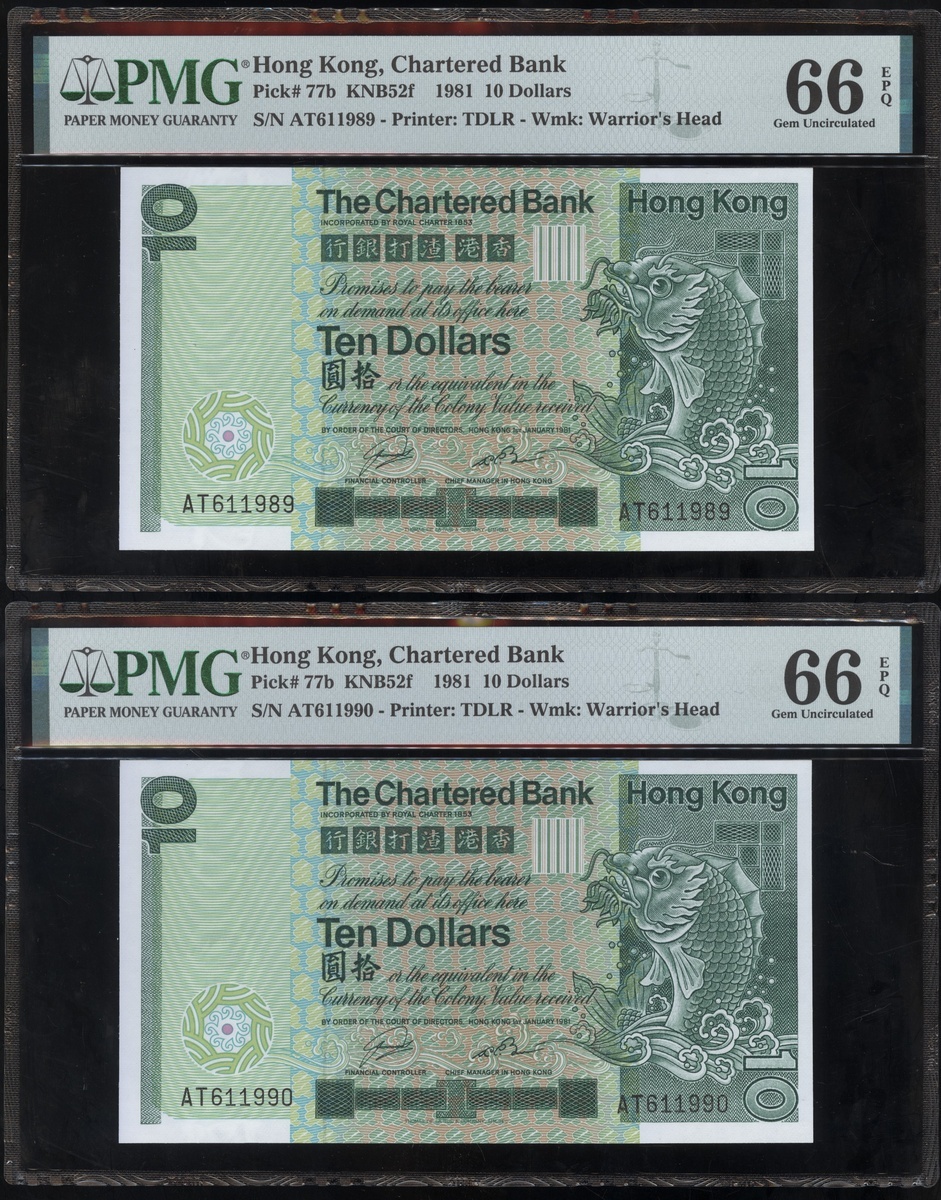 PMG®
PAPER MONEY GUARANTY
Hong Kong, Chartered Bank
Pick# 77b KNB52f 1981 10 Dollars
S/N AT611989 - Printer: TDLR - Wmk: Warrior's Head
66
EPQ
Gem Uncirculated
10
The Chartered Bank
Hong Kong
INCORPORATED BY ROYAL CHARTER 1853
行銀打渣港香
Promises to pay the bearer
on demand at its office here
Ten Dollars
圓拾 or the equivalent in the
Currency of the Colony. Value received
BY ORDER OF THE COURT OF DIRECTORS, HONG KONG 1ST JANUARY 1981
FINANCIAL CONTROLLER
CHIEF MANAGER IN HONG KONG
AT611989
AT611989
10
PMG®
PAPER MONEY GUARANTY
Hong Kong, Chartered Bank
Pick# 77b KNB52f 1981 10 Dollars
S/N AT611990 - Printer: TDLR - Wmk: Warrior's Head
66
EPQ
Gem Uncirculated
10
The Chartered Bank
Hong Kong
INCORPORATED BY ROYAL CHARTER 1853
行銀打渣港香
Promises to pay the bearer
on demand at its office here
Ten Dollars
圓拾 or the equivalent in the
Currency of the Colony. Value received
BY ORDER OF THE COURT OF DIRECTORS, HONG KONG 1ST JANUARY 1981
FINANCIAL CONTROLLER
CHIEF MANAGER IN HONG KONG
AT611990
AT611990
10